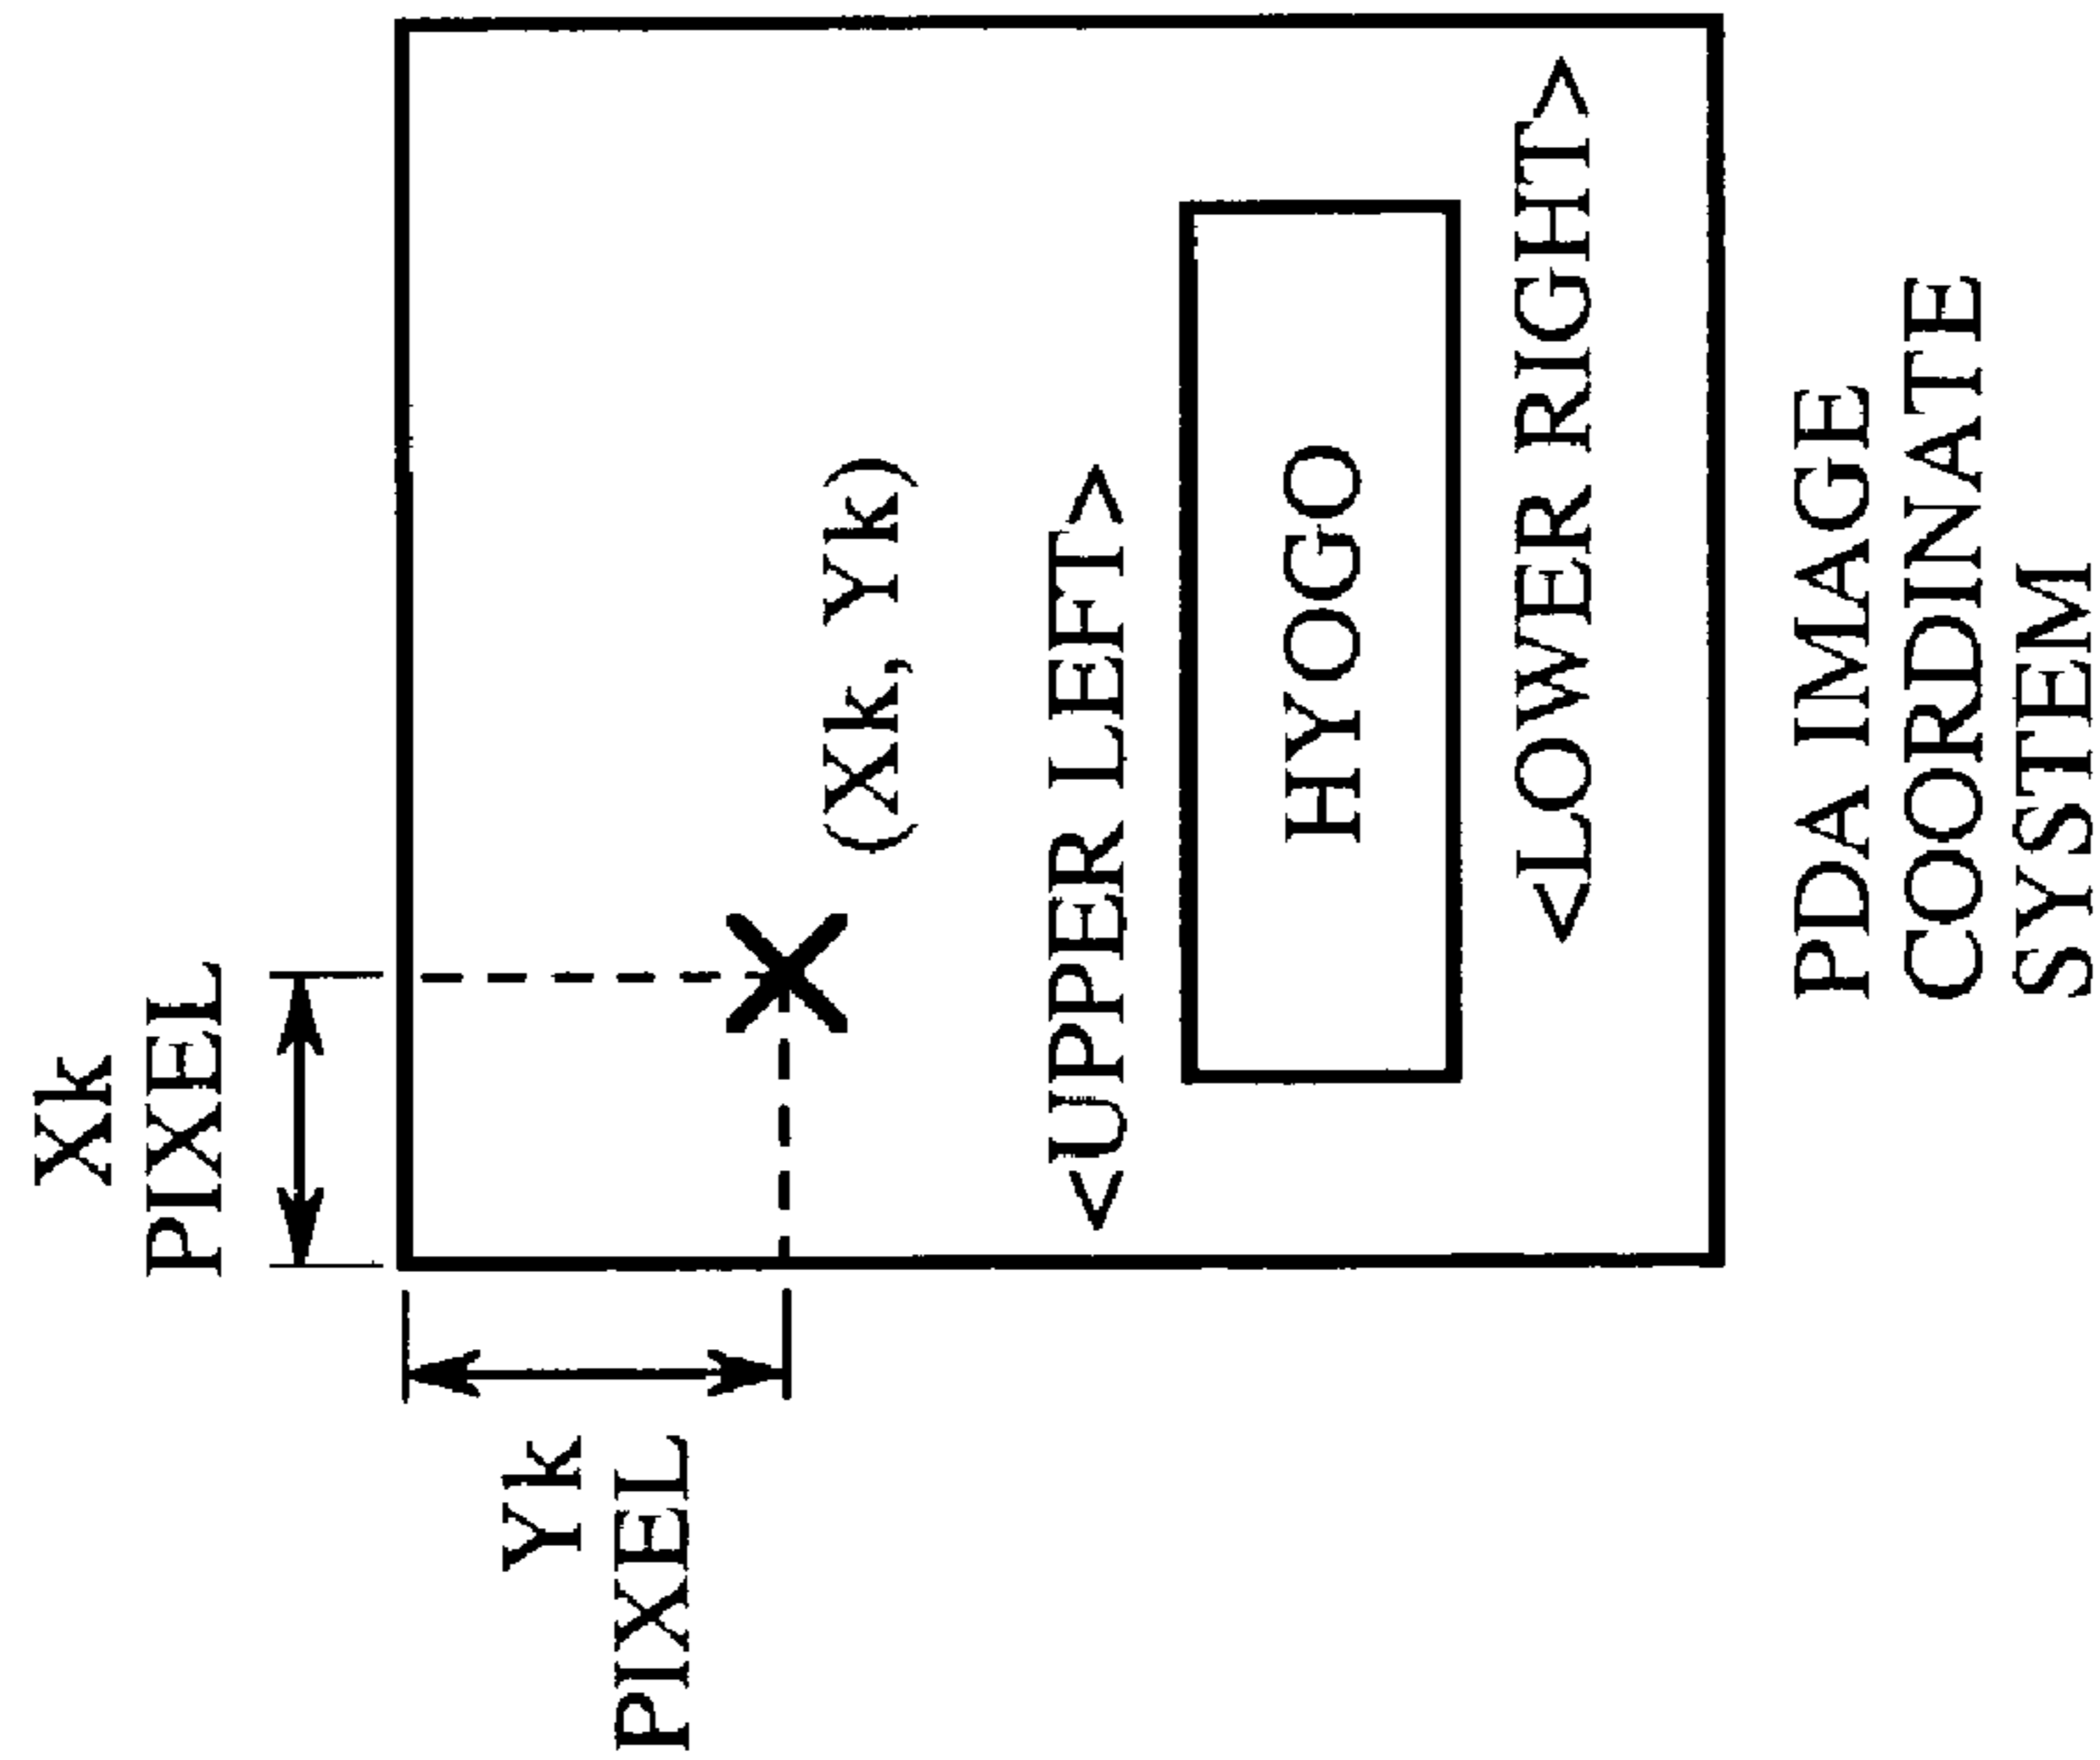 Xk
PIXEL
Yk
PIXEL
(Xk, Yk)
<UPPER LEFT>
HYOGO
<LOWER RIGHT>
PDA IMAGE
COORDINATE
SYSTEM